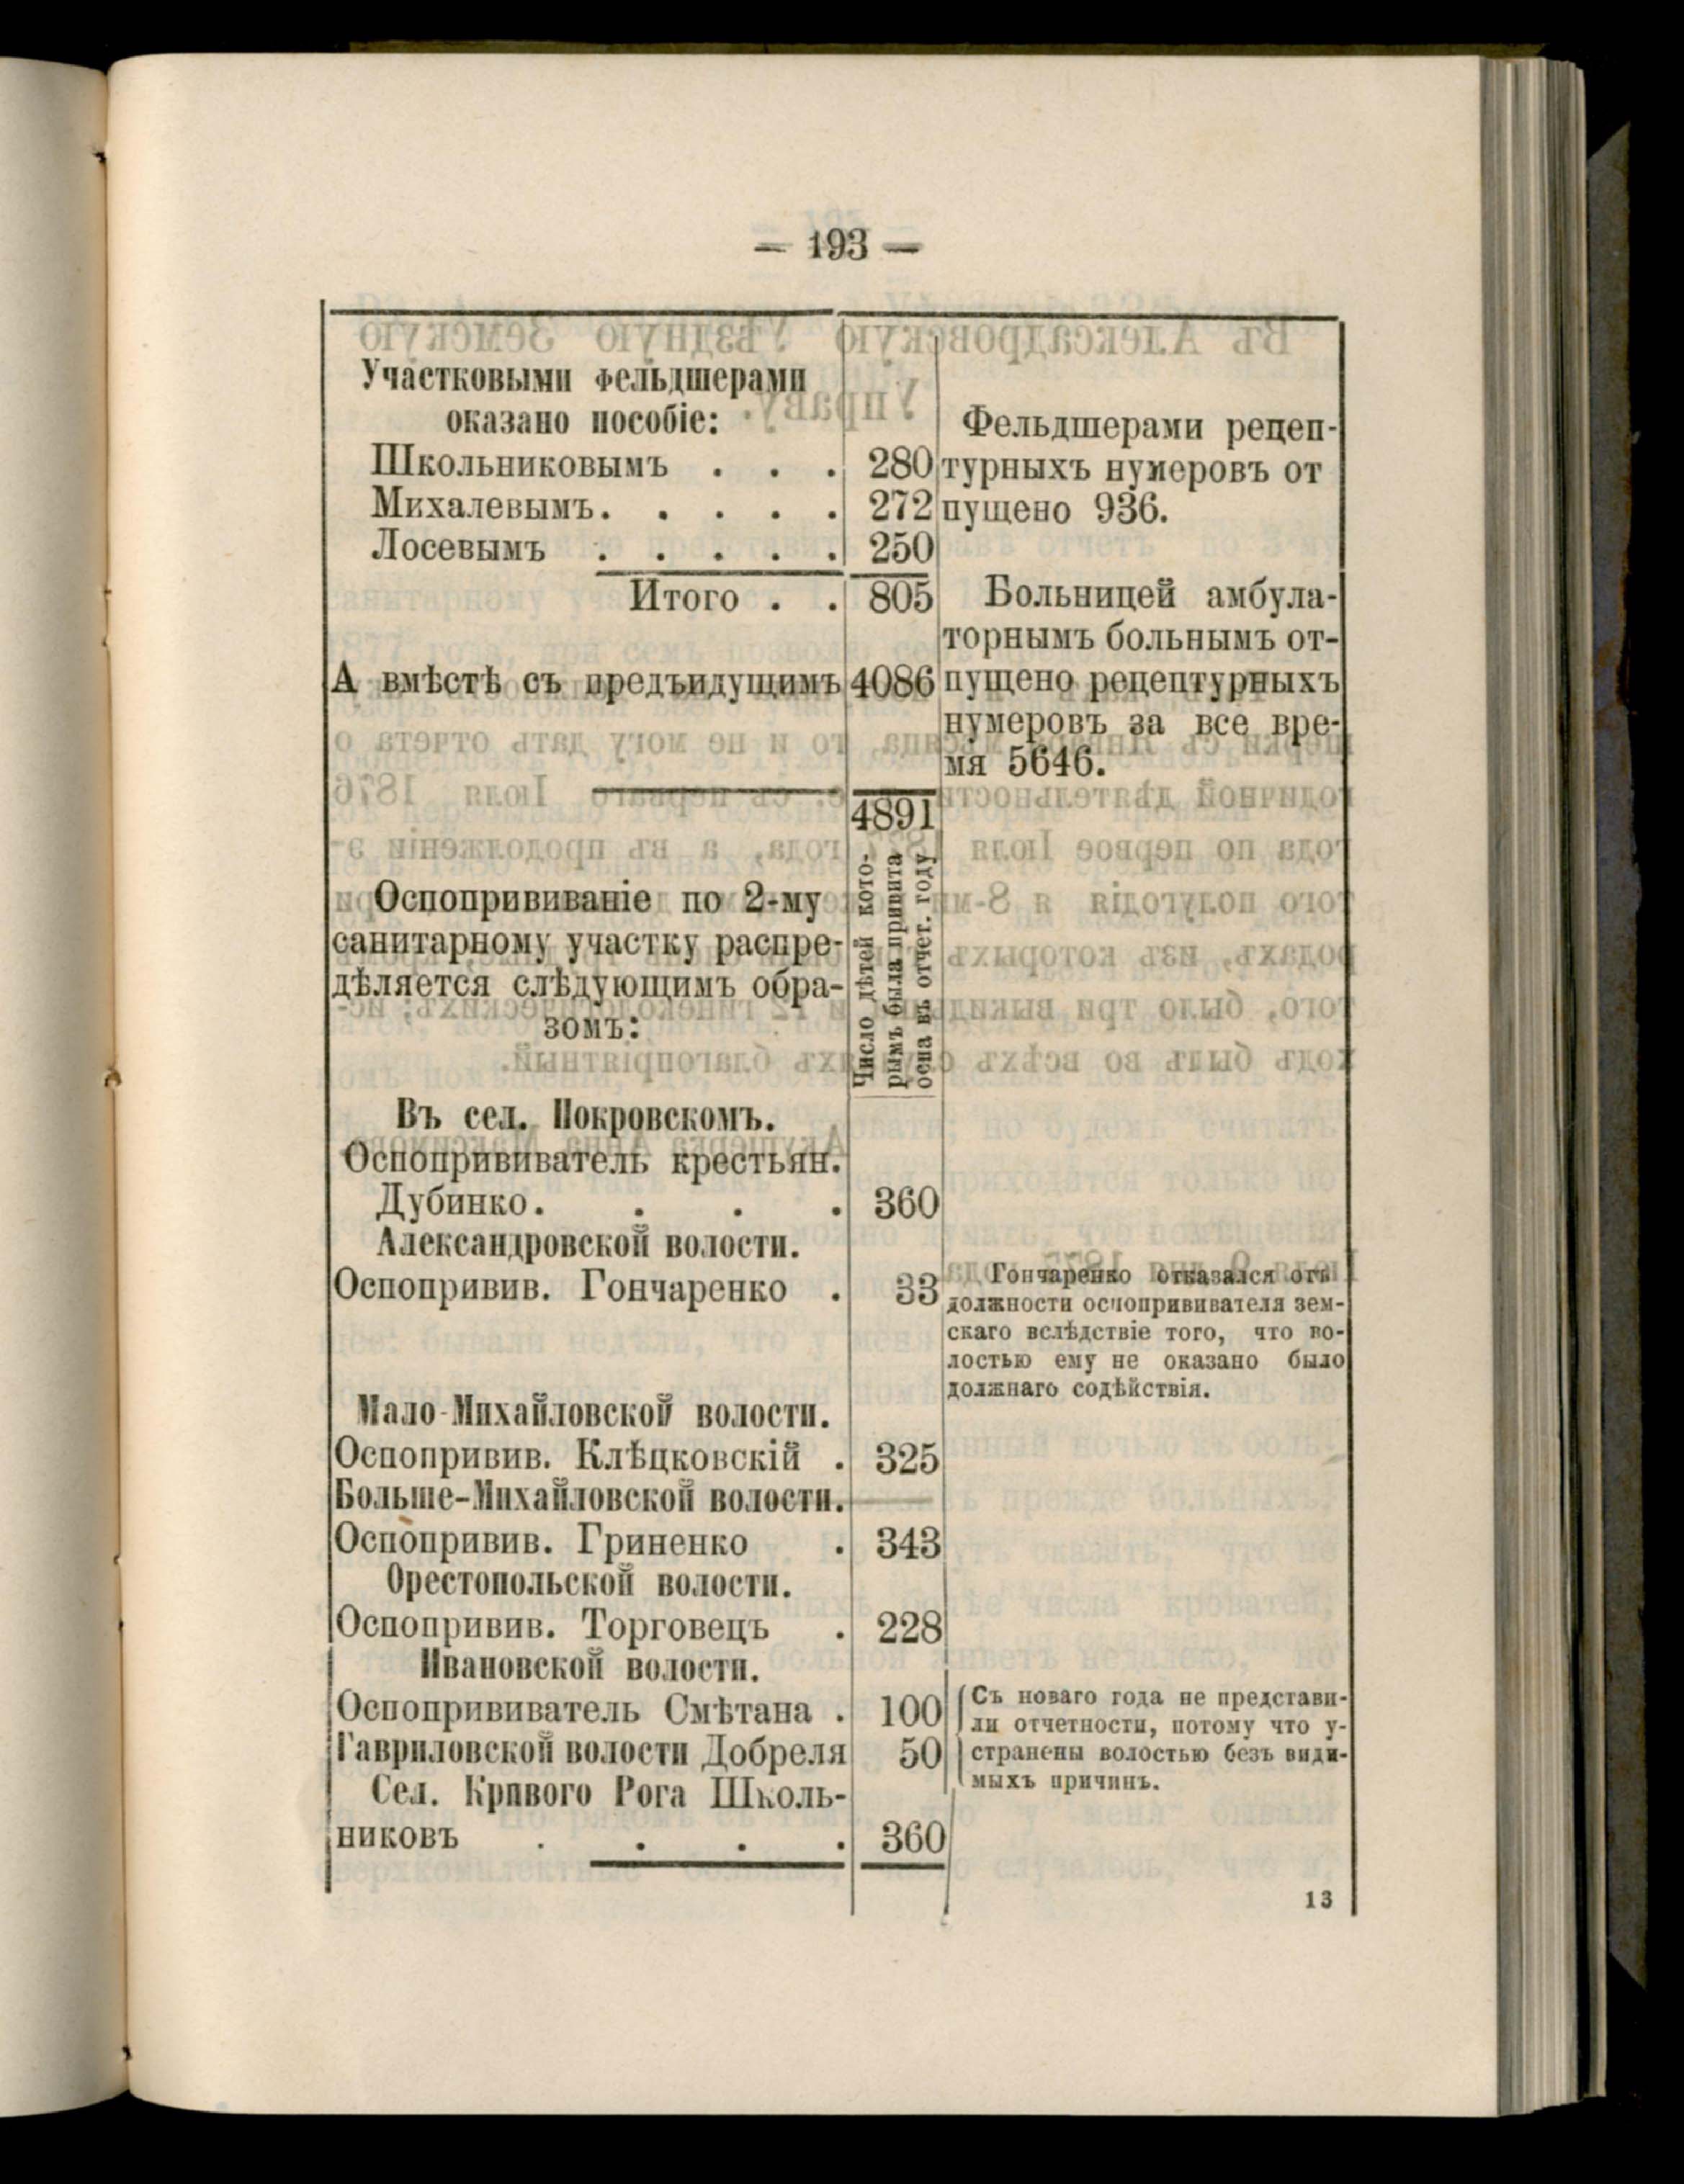 — 193 —
Участковыми фельдшерами
оказано пособіе:
Школьниковымъ . . . 280
Михалевымъ. . . . . 272
Лосевымъ . . . . . 250
Итого . . 805
А вмѣстѣ съ предъидущимъ 4086
4891
Фельдшерами рецеп-
турныхъ нумеровъ от
пущено 936.
Больницей амбула-
торнымъ больнымъ от-
пущено рецептурныхъ
нумеровъ за все вре-
мя 5646.
Оспопрививаніе по 2-му
санитарному участку распре-
дѣляется слѣдующимъ обра-
зомъ:
Число дѣтей кото-
рымъ была привита
оспа въ отчет. году
Въ сел. Покровскомъ.
Оспопрививатель крестьян.
Дубинко. . . . 360
Александровской волости.
Оспопривив. Гончаренко . 33
Гончаренко отказался отъ
должности оспопрививателя зем-
скаго вслѣдствіе того, что во-
лостью ему не оказано было
должнаго содѣйствія.
Мало-Михайловской волости.
Оспопривив. Клѣцковскій . 325
Больше-Михайловской волости.
Оспопривив. Гриненко . 343
Орестопольской волости.
Оспопривив. Торговецъ . 228
Ивановской волости.
Оспопрививатель Смѣтана . 100
Гавриловской волости Добреля 50
Съ новаго года не представи-
ли отчетности, потому что у-
странены волостью безъ види-
мыхъ причинъ.
Сел. Криваго Рога Школь-
никовъ . . . . 360
13